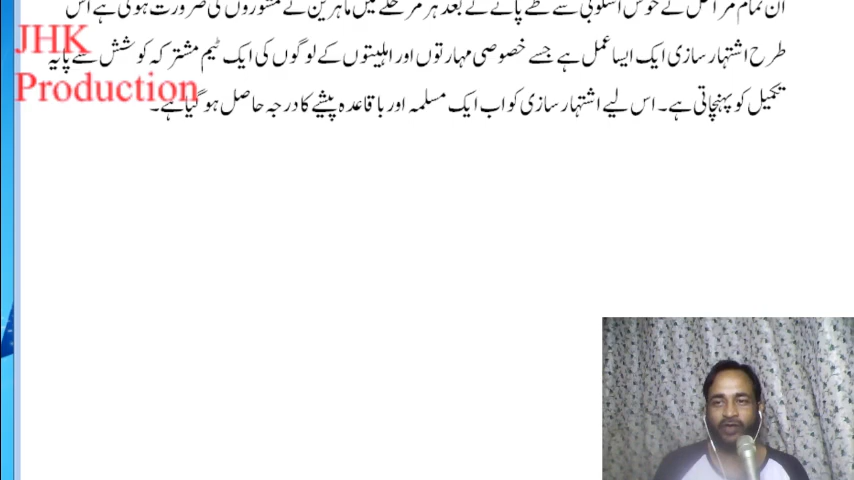 ان تمام مراحل کے خوش اسلوبی سے طے پانے کے بعد ہر مرحلے میں ماہرین کے مشوروں کی ضرورت ہوتی ہے اس
JHK
طرح اشتہار سازی ایک ایسا عمل ہے جسے خصوصی مہارتوں اور اہلیتوں کے لوگوں کی ایک ٹیم مشترکہ کوشش سے پایہ
Production
تکمیل کو پہنچاتی ہے۔ اس لیے اشتہار سازی کو اب ایک مسلمہ اور باقاعدہ پیشے کا درجہ حاصل ہو گیا ہے۔